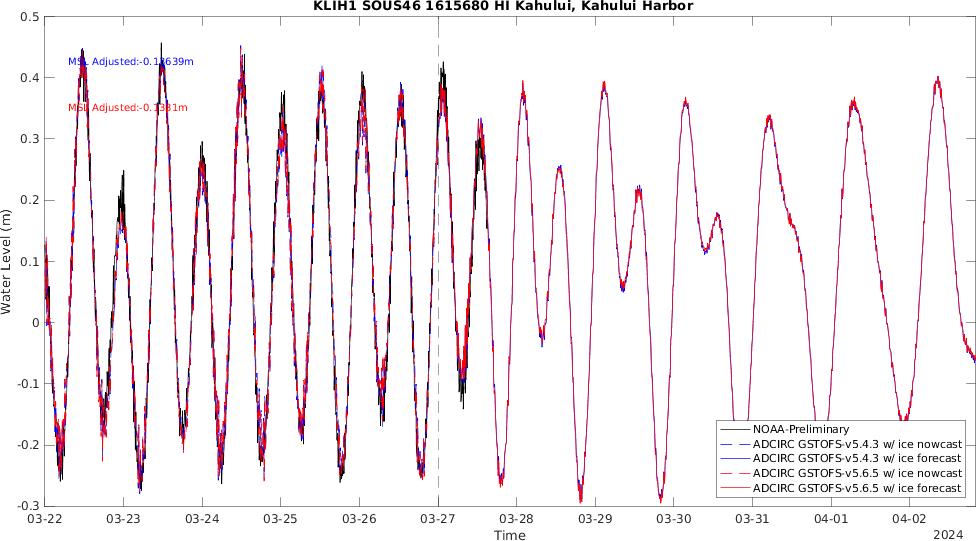 KLIH1 SOUS46 1615680 HI Kahului, Kahului Harbor
0.5
0.4
0.3
0.2
0.1
0
-0.1
-0.2
-0.3
Water Level (m)
MSL Adjusted:-0.13639m
MSL Adjusted:-0.1331m
NOAA-Preliminary
ADCIRC GSTOFS-v5.4.3 w/ ice nowcast
ADCIRC GSTOFS-v5.4.3 w/ ice forecast
ADCIRC GSTOFS-v5.6.5 w/ ice nowcast
ADCIRC GSTOFS-v5.6.5 w/ ice forecast
03-22 03-23 03-24 03-25 03-26 03-27 03-28 03-29 03-30 03-31 04-01 04-02
Time
2024